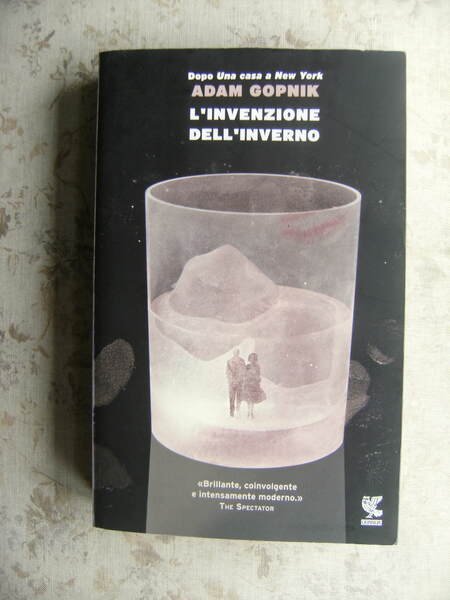 Dopo Una casa a New York
ADAM GOPNIK
L'INVENZIONE
DELL'INVERNO
«Brillante, coinvolgente
e intensamente moderno.»
THE SPECTATOR